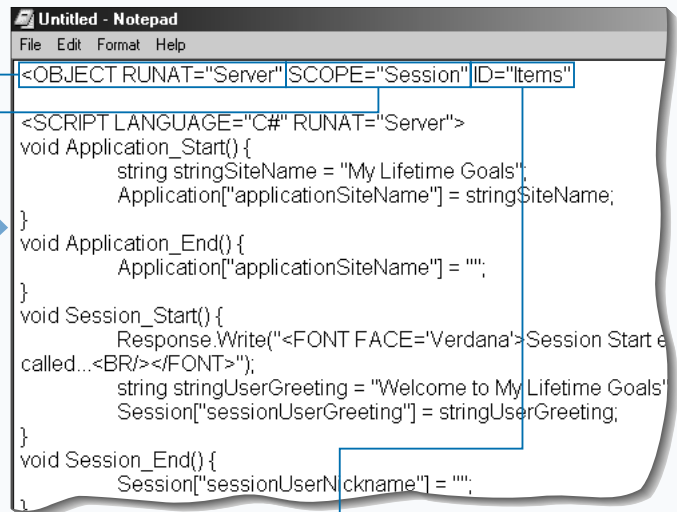 Untitled - Notepad
File Edit Format Help
<OBJECT RUNAT="Server" SCOPE="Session" ID="Items"
<SCRIPT LANGUAGE="C#" RUNAT="Server">
void Application_Start() {
string stringSiteName = "My Lifetime Goals";
Application["applicationSiteName"] = stringSiteName;
}
void Application_End() {
Application["applicationSiteName"] = "";
}
void Session_Start() {
Response.Write("<FONT FACE='Verdana'>Session Start
called...<BR/></FONT>");
string stringUserGreeting = "Welcome to My Lifetime Goals"
Session["sessionUserGreeting"] = stringUserGreeting;
}
void Session_End() {
Session["sessionUserNickname"] = "";
}